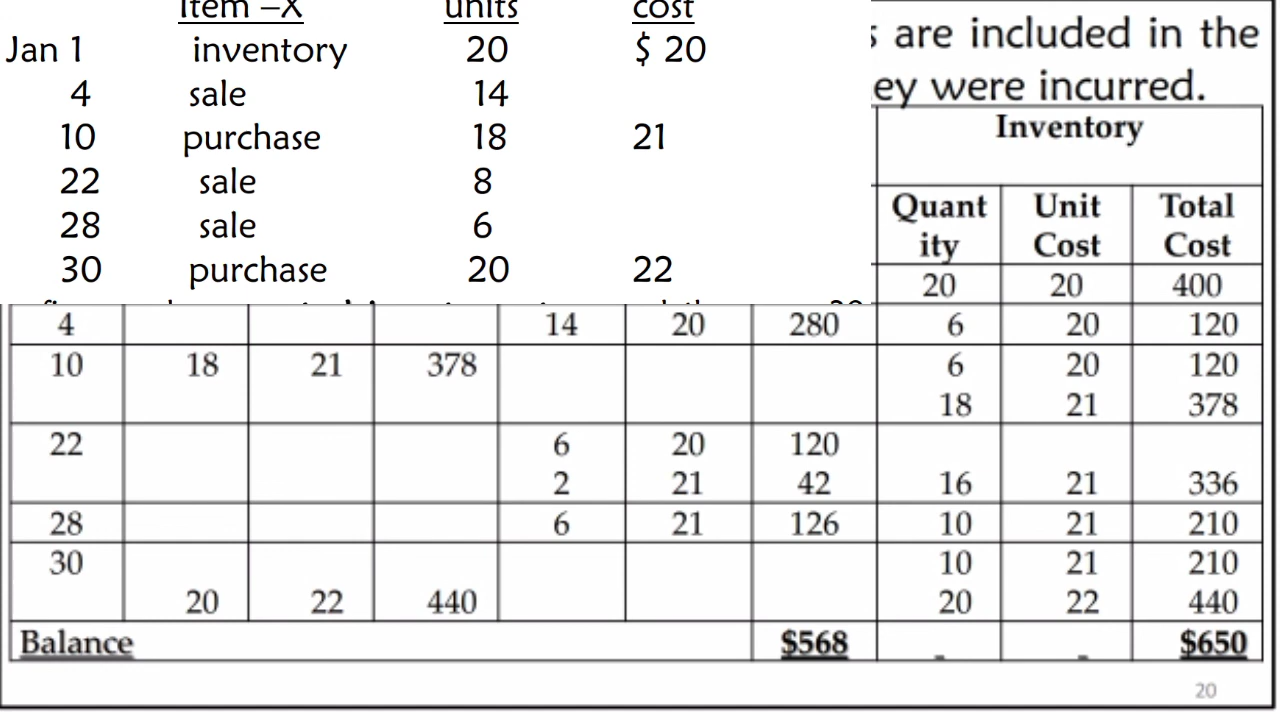 Item –X units cost
Jan 1 inventory 20 $ 20
4 sale 14
10 purchase 18 21
22 sale 8
28 sale 6
30 purchase 20 22
are included in the
ey were incurred.
Inventory
Quant Unit Total
ity Cost Cost
20 20 400
4 14 20 280 6 20 120
10 18 21 378 6 20 120
18 21 378
22 6 20 120
2 21 42 16 21 336
28 6 21 126 10 21 210
30 10 21 210
20 22 440 20 22 440
Balance $568 - - $650
20